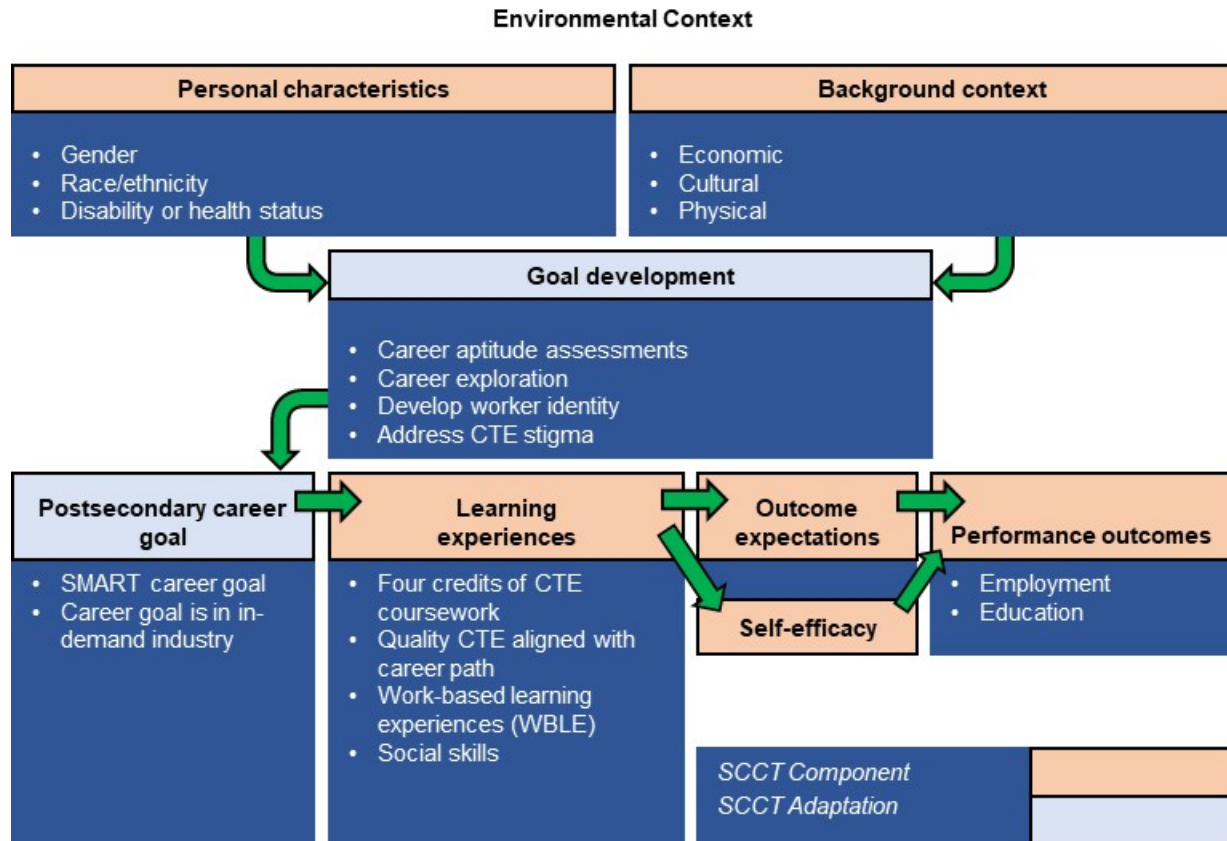 Environmental Context
Personal characteristics
• Gender
• Race/ethnicity
• Disability or health status
Background context
• Economic
• Cultural
• Physical
Goal development
• Career aptitude assessments
• Career exploration
• Develop worker identity
• Address CTE stigma
Postsecondary career
goal
• SMART career goal
• Career goal is in in-
demand industry
Learning
experiences
• Four credits of CTE
coursework
• Quality CTE aligned with
career path
• Work-based learning
experiences (WBLE)
• Social skills
Outcome
expectations
Self-efficacy
Performance outcomes
• Employment
• Education
SCCT Component
SCCT Adaptation